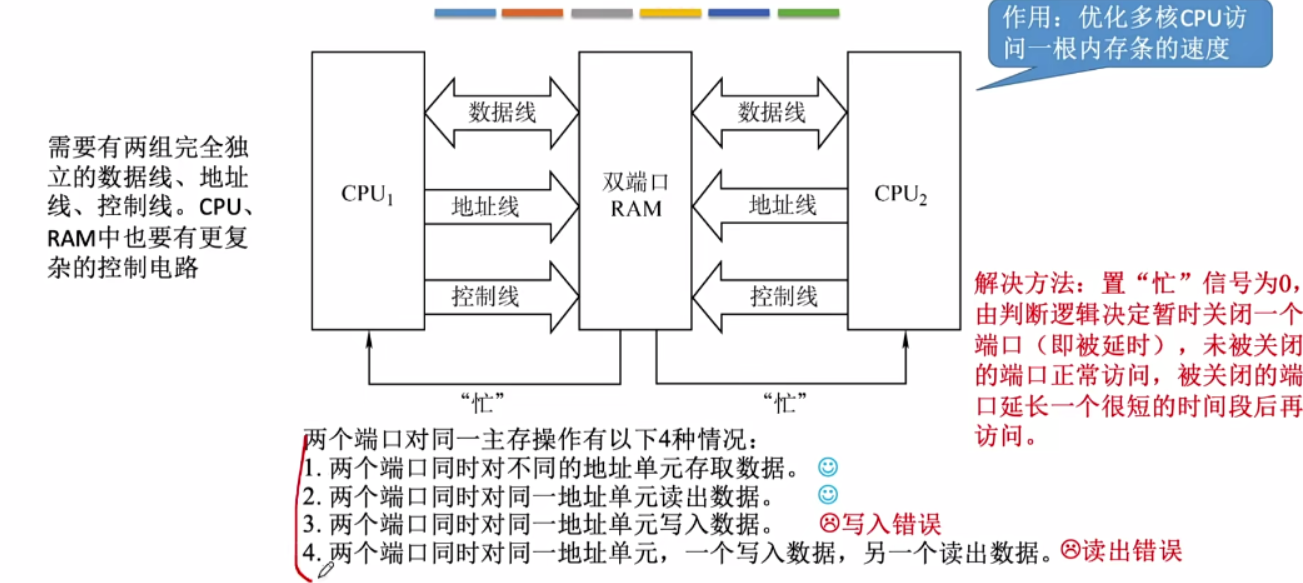 作用：优化多核CPU访
问一根内存条的速度
需要有两组完全独
立的数据线、地址
线、控制线。CPU、
RAM中也要有更复
杂的控制电路
CPU1
数据线
地址线
控制线
双端口
RAM
数据线
地址线
控制线
CPU2
“忙”
“忙”
解决方法：置“忙”信号为0，
由判断逻辑决定暂时关闭一个
端口（即被延时），未被关闭
的端口正常访问，被关闭的端
口延长一个很短的时间段后再
访问。
两个端口对同一主存操作有以下4种情况：
1. 两个端口同时对不同的地址单元存取数据。
2. 两个端口同时对同一地址单元读出数据。
3. 两个端口同时对同一地址单元写入数据。 写入错误
4. 两个端口同时对同一地址单元，一个写入数据，另一个读出数据。 读出错误